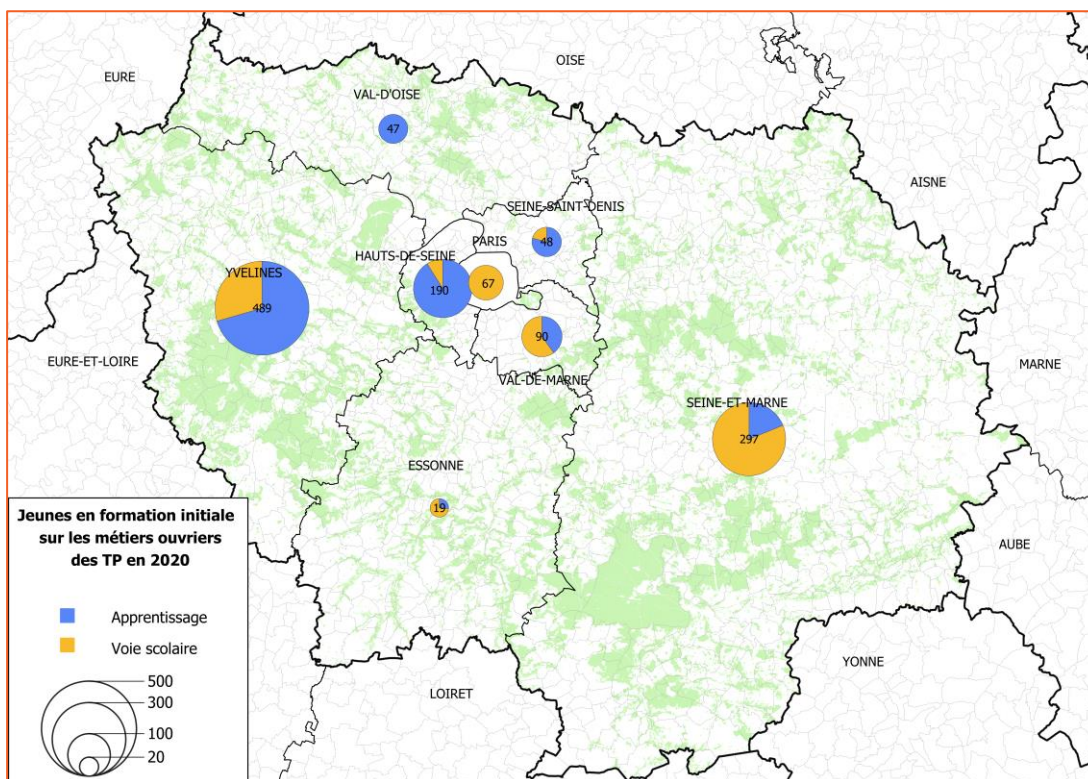 OISE
EURE
VAL-D'OISE
47
AISNE
SEINE-SAINT-DENIS
48
PARIS
HAUTS-DE-SEINE
67
190
YVELINES
489
90
EURE-ET-LOIRE
MARNE
VAL-DE-MARNE
SEINE-ET-MARNE
297
ESSONNE
19
AUBE
YONNE
LOIRET
Jeunes en formation initiale
sur les métiers ouvriers
des TP en 2020
Apprentissage
Voie scolaire
500
300
100
20